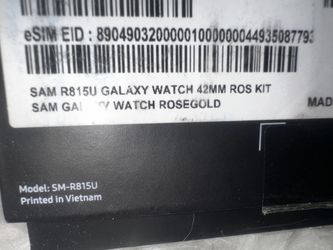 eSIM EID : 89049032000001000000044935087793
SAM R815U GALAXY WATCH 42MM ROS KIT
SAM GALAXY WATCH ROSEGOLD
MAD
Model: SM-R815U
Printed in Vietnam